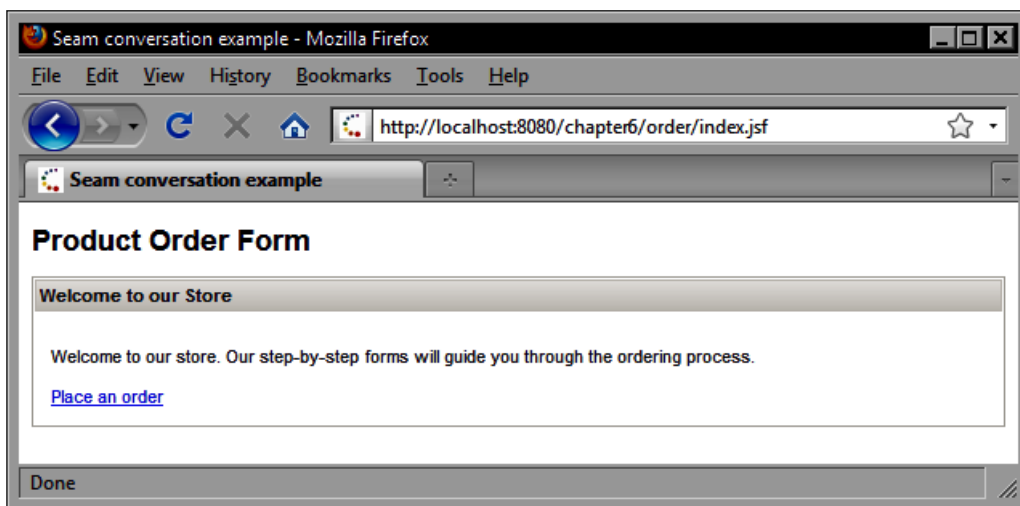 Seam conversation example - Mozilla Firefox
File Edit View History Bookmarks Tools Help
http://localhost:8080/chapter6/order/index.jsf
Seam conversation example
Product Order Form
Welcome to our Store
Welcome to our store. Our step-by-step forms will guide you through the ordering process.
Place an order
Done